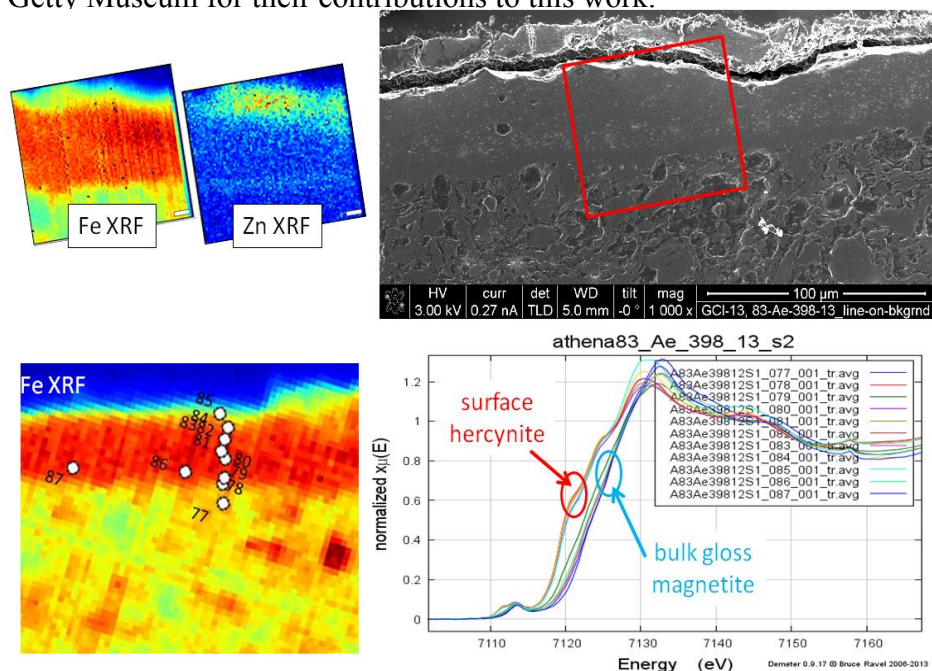 Getty Museum for their contributions to this work.
Fe XRF
Zn XRF
HV curr det WD tilt mag 100 µm
3.00 kV 0.27 nA TLD 5.0 mm -0 ° 1 000 x GCI-13, 83-Ae-398-13_line-on-bkgrnd
Fe XRF
85
84
83
82
81
80
79
78
77
86
87
athena83_Ae_398_13_s2
normalized xμ(E)
1.2
1
0.8
0.6
0.4
0.2
0
surface
hercynite
bulk gloss
magnetite
A83Ae39812S1_077_001_tr.avg
A83Ae39812S1_078_001_tr.avg
A83Ae39812S1_079_001_tr.avg
A83Ae39812S1_080_001_tr.avg
A83Ae39812S1_081_001_tr.avg
A83Ae39812S1_082_001_tr.avg
A83Ae39812S1_083_001_tr.avg
A83Ae39812S1_084_001_tr.avg
A83Ae39812S1_085_001_tr.avg
A83Ae39812S1_086_001_tr.avg
A83Ae39812S1_087_001_tr.avg
7110 7120 7130 7140 7150 7160
Energy (eV)
Demeter 0.9.17 © Bruce Ravel 2006-2013